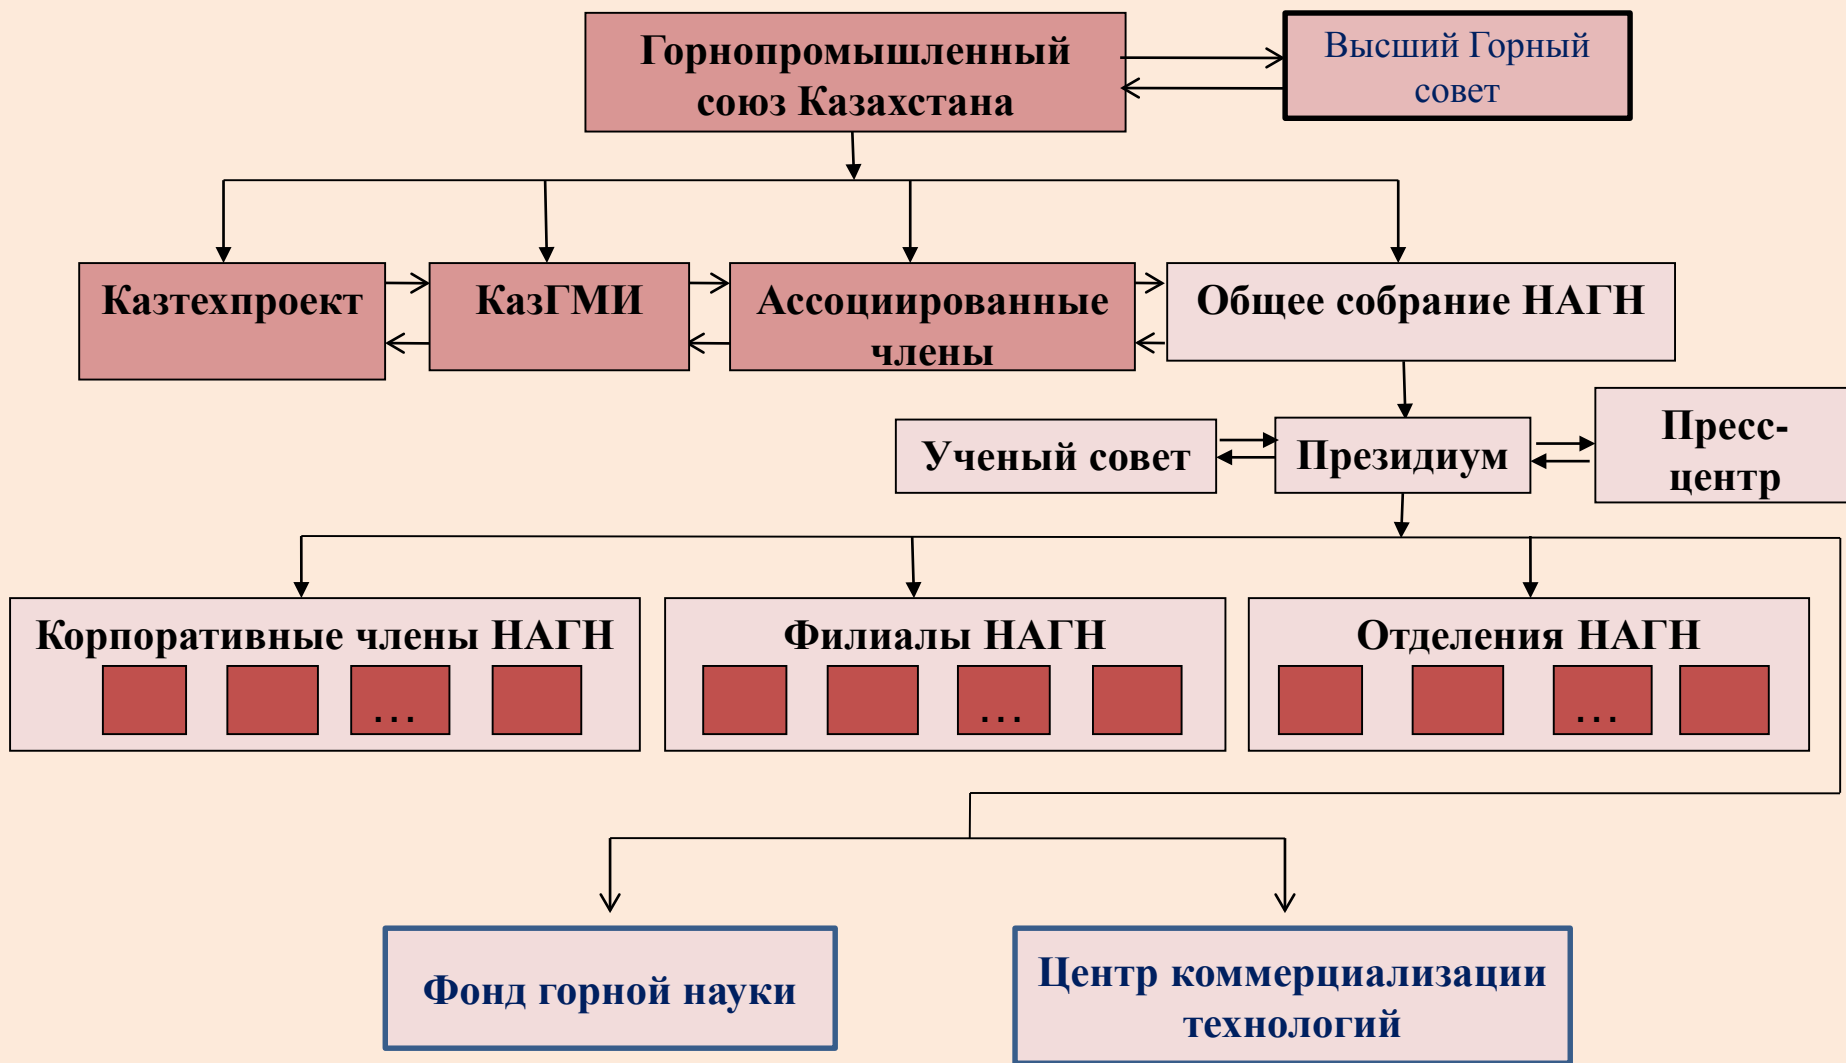 Горнопромышленный
союз Казахстана
Высший Горный
совет
Казтехпроект
КазГМИ
Ассоциированные
члены
Общее собрание НАГН
Ученый совет
Президиум
Пресс-
центр
Корпоративные члены НАГН
...
Филиалы НАГН
...
Отделения НАГН
...
Фонд горной науки
Центр коммерциализации
технологий